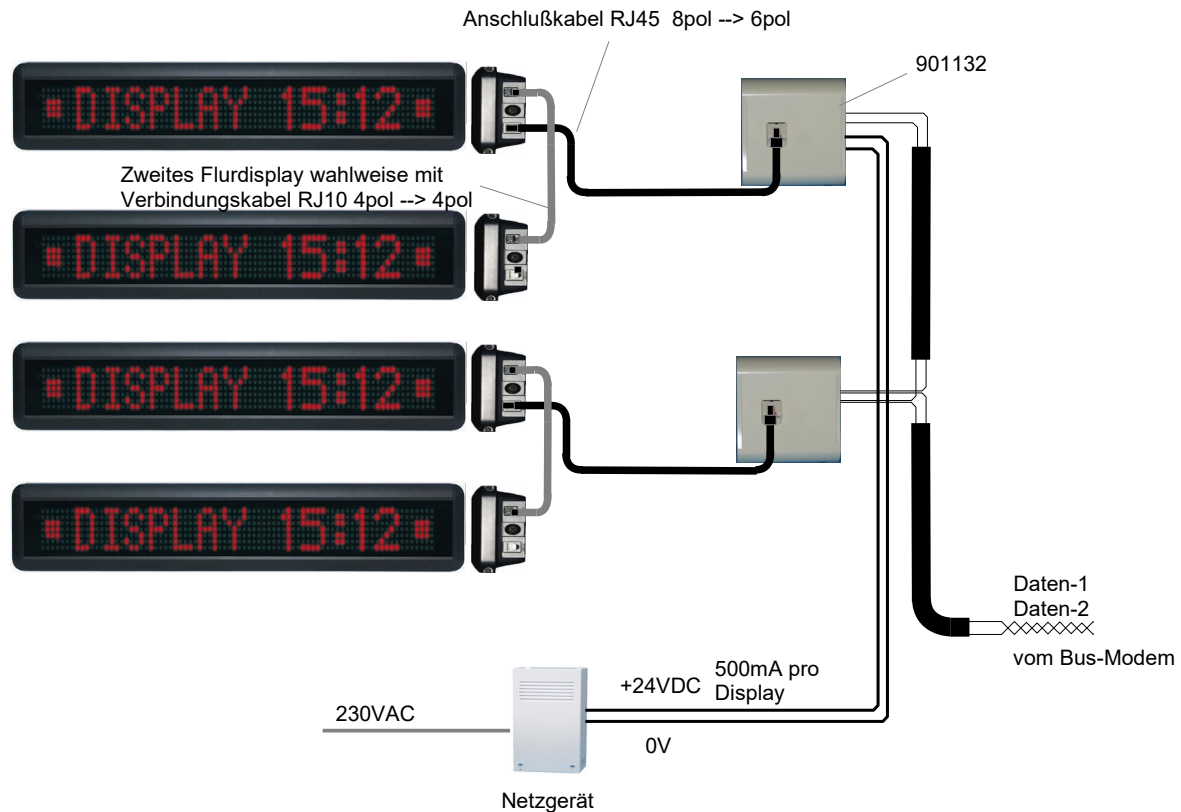 Anschlußkabel RJ45 8pol --> 6pol
901132
DISPLAY 15:12
Zweites Flurdisplay wahlweise mit
Verbindungskabel RJ10 4pol --> 4pol
DISPLAY 15:12
DISPLAY 15:12
DISPLAY 15:12
Daten-1
Daten-2
vom Bus-Modem
+24VDC
500mA pro
Display
230VAC
0V
Netzgerät